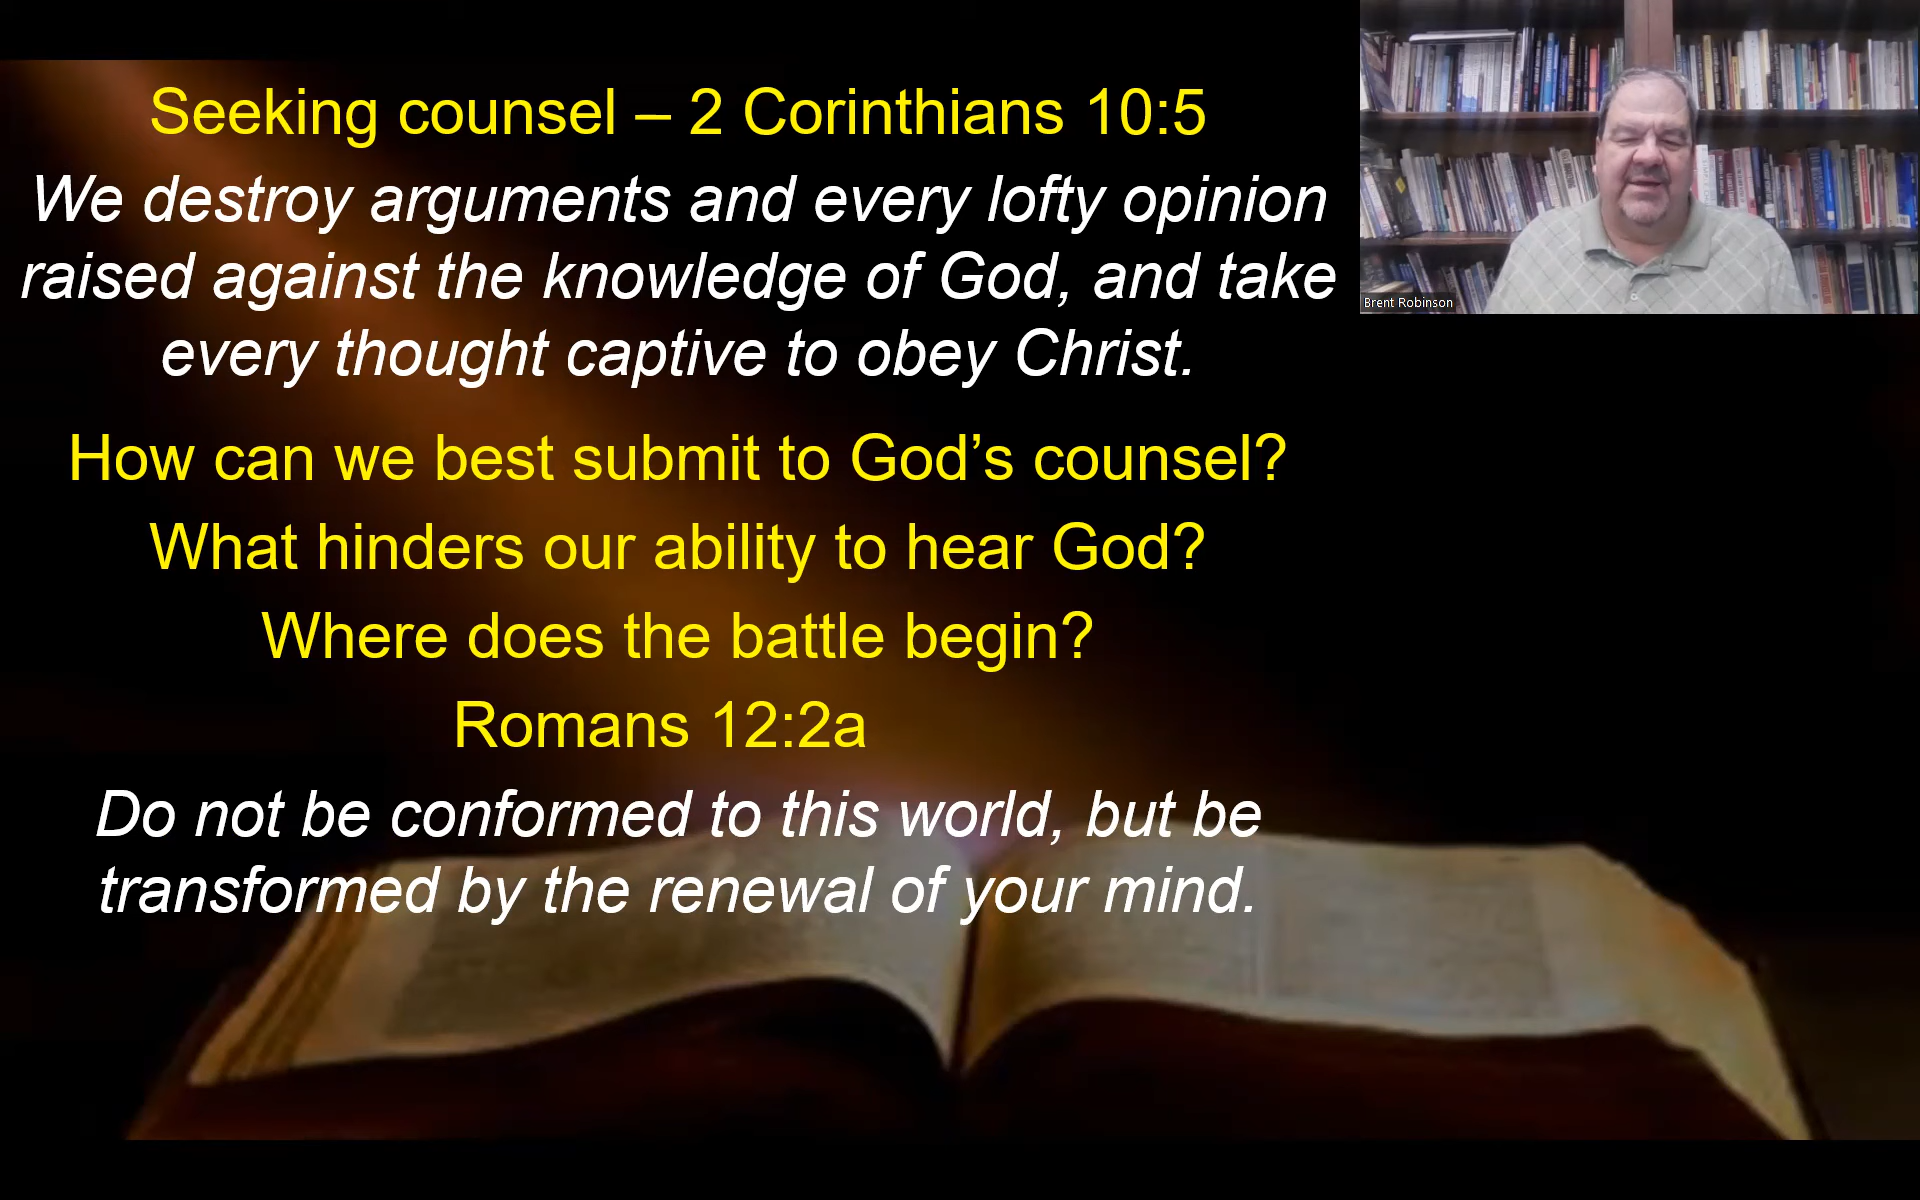 Seeking counsel – 2 Corinthians 10:5
We destroy arguments and every lofty opinion
raised against the knowledge of God, and take
every thought captive to obey Christ.
How can we best submit to God’s counsel?
What hinders our ability to hear God?
Where does the battle begin?
Romans 12:2a
Do not be conformed to this world, but be
transformed by the renewal of your mind.
Brent Robinson